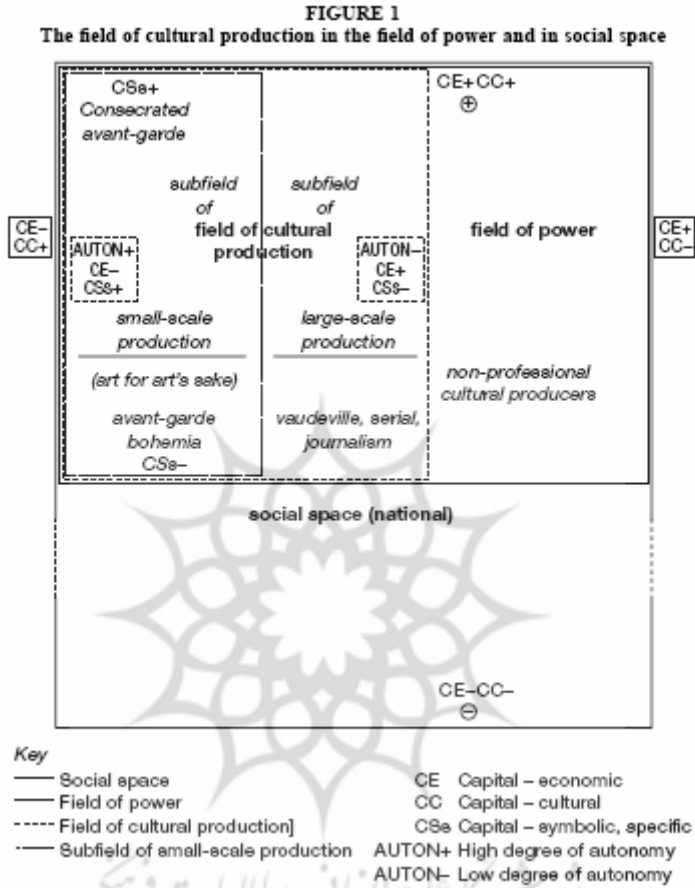 FIGURE 1
The field of cultural production in the field of power and in social space
CSs+
Consecrated
avant-garde
CE+CC+
⊕
subfield
of
subfield
of
field of cultural
production
field of power
CE–
CC+
CE+
CC–
AUTON+
CE–
CSs+
AUTON–
CE+
CSs–
small-scale
production
large-scale
production
(art for art's sake)
non-professional
cultural producers
avant-garde
bohemia
CSs–
vaudeville, serial,
journalism
social space (national)
CE–CC–
⊖
Key
Social space
Field of power
Field of cultural production]
Subfield of small-scale production
CE Capital – economic
CC Capital – cultural
CSs Capital – symbolic, specific
AUTON+ High degree of autonomy
AUTON– Low degree of autonomy